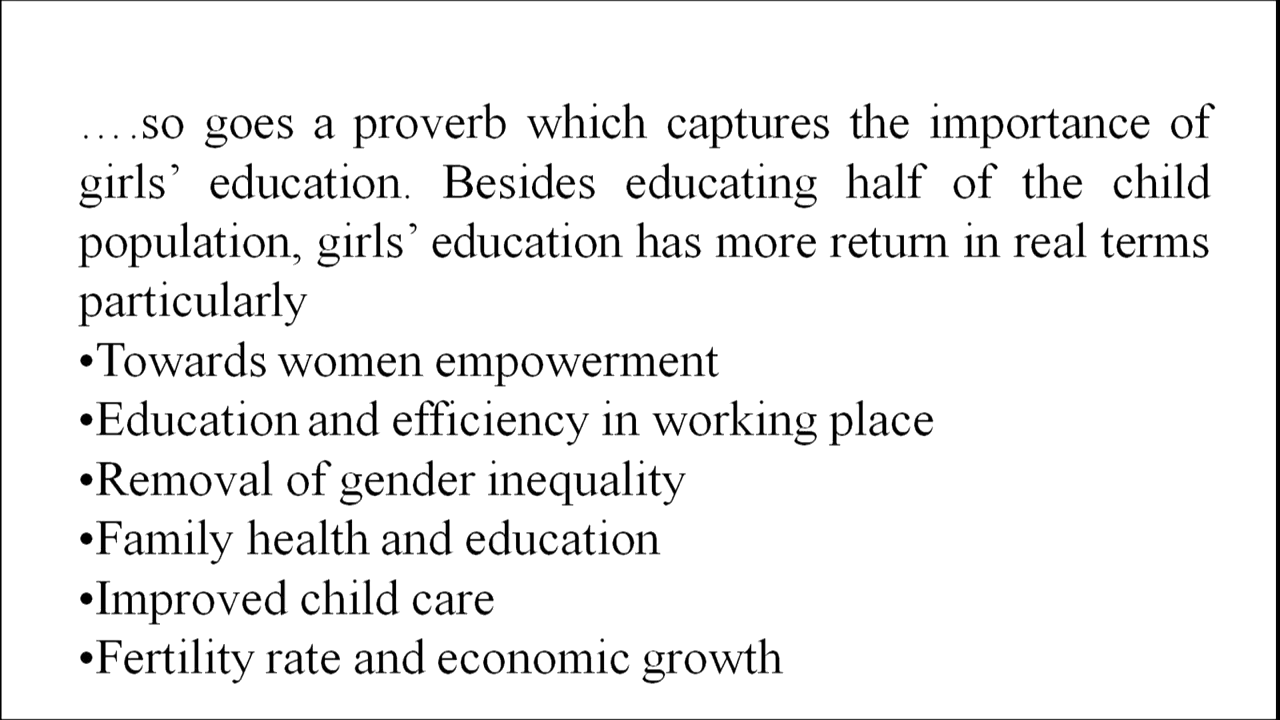 ….so goes a proverb which captures the importance of
girls’ education. Besides educating half of the child
population, girls’ education has more return in real terms
particularly
•Towards women empowerment
•Education and efficiency in working place
•Removal of gender inequality
•Family health and education
•Improved child care
•Fertility rate and economic growth